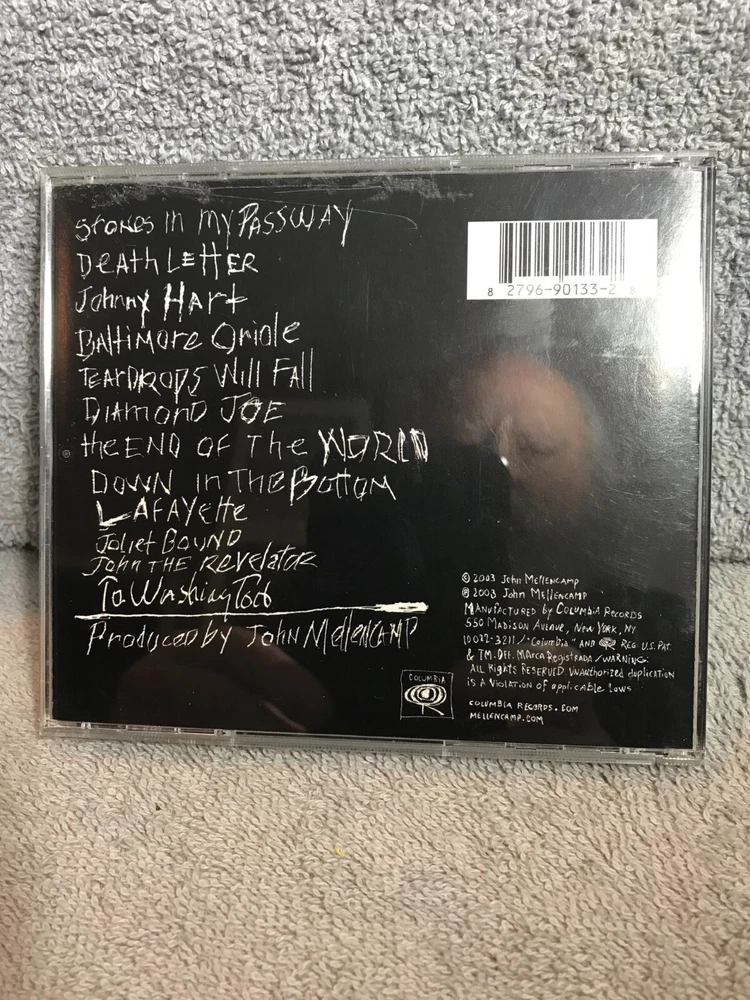 Stones in my PASSWAY
DEATH LETTER
Johnny HArt
BAltimore Oriole
TEARDROPS Will FAll
DIAmonD JOE
the END OF The WORLD
DOWN in The Bottom
LAFAYette
Joliet BOUND
John THE Revelator
To Washington
Produced by John MellenCAMP
8 2796-90133-2 8
© 2003 John Mellencamp
℗ 2003 John Mellencamp
Manufactured by Columbia Records
550 Madison Avenue, New York, NY
10022-3211 / "Columbia" AND Reg. U.S. Pat.
& TM. Off. Marca Registrada / WARNING:
All Rights Reserved. Unauthorized duplication
is A Violation of applicable laws
COLUMBIA
COLUMBIA RECORDS.COM
MELLENCAMP.COM